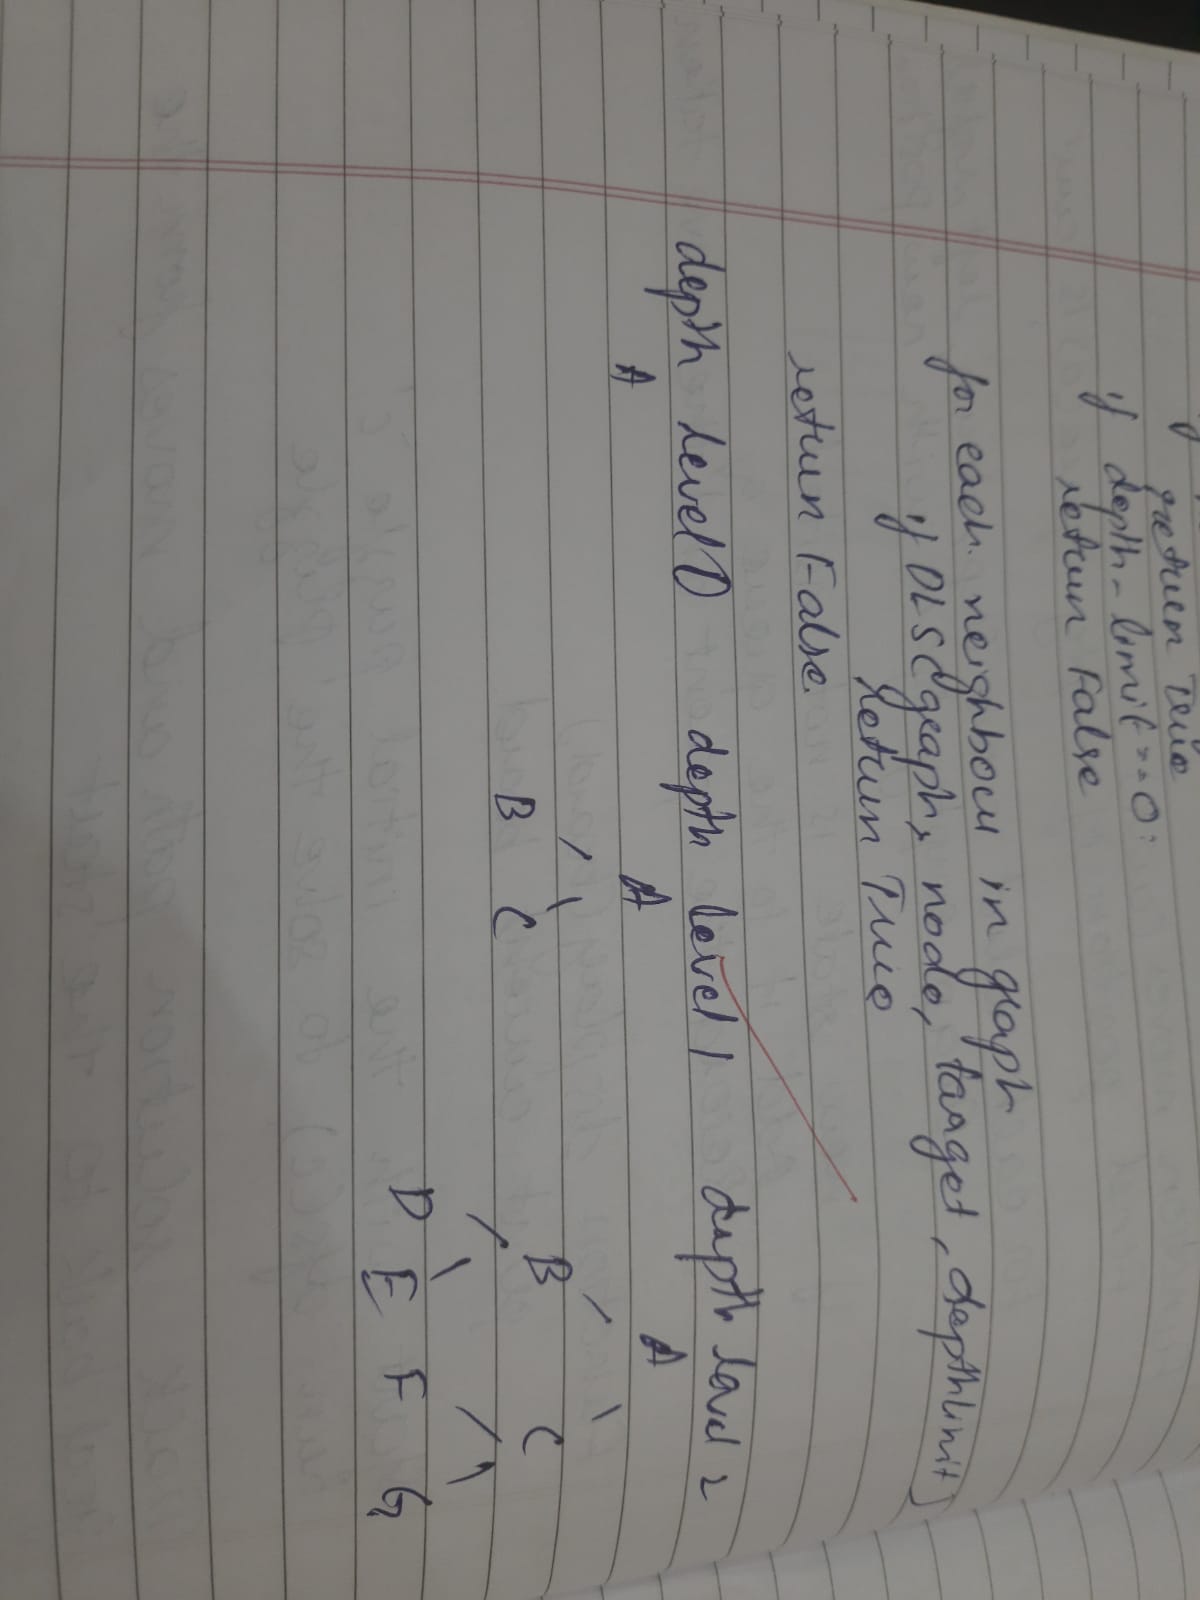 return True
if depth-limit==0:
return False
for each neighbour in graph
if DLS(graph, node, target, depthlimit)
return True
return False.
depth level 0 depth level 1 depth level 2
A A A
B C B C
D E F G